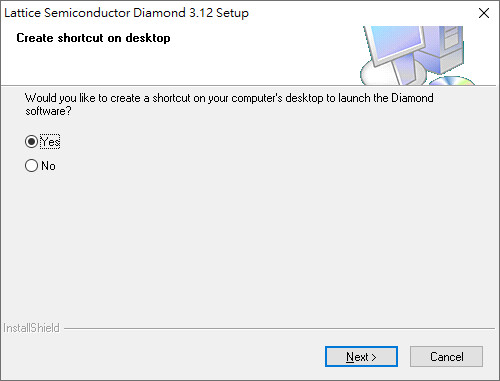 Lattice Semiconductor Diamond 3.12 Setup
Create shortcut on desktop
Would you like to create a shortcut on your computer's desktop to launch the Diamond
software?
Yes
No
InstallShield
Next >
Cancel